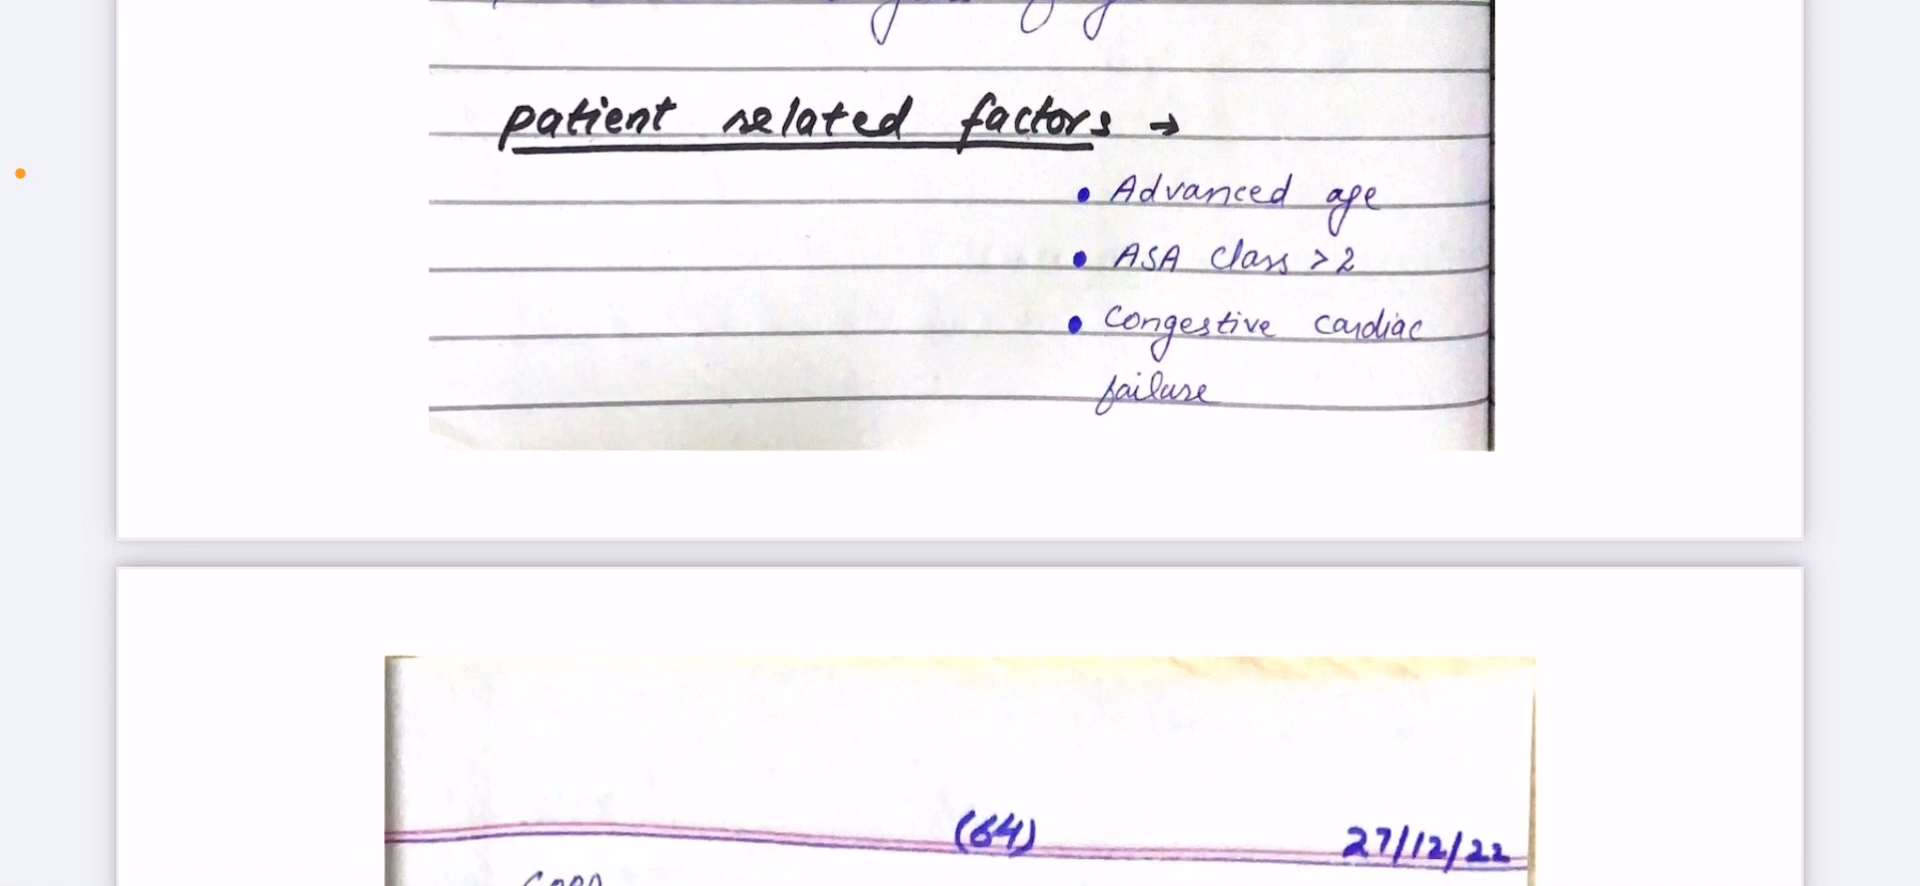 patient related factors →
• Advanced age
• ASA class > 2
• Congestive cardiac
failure
(64)
27/12/22